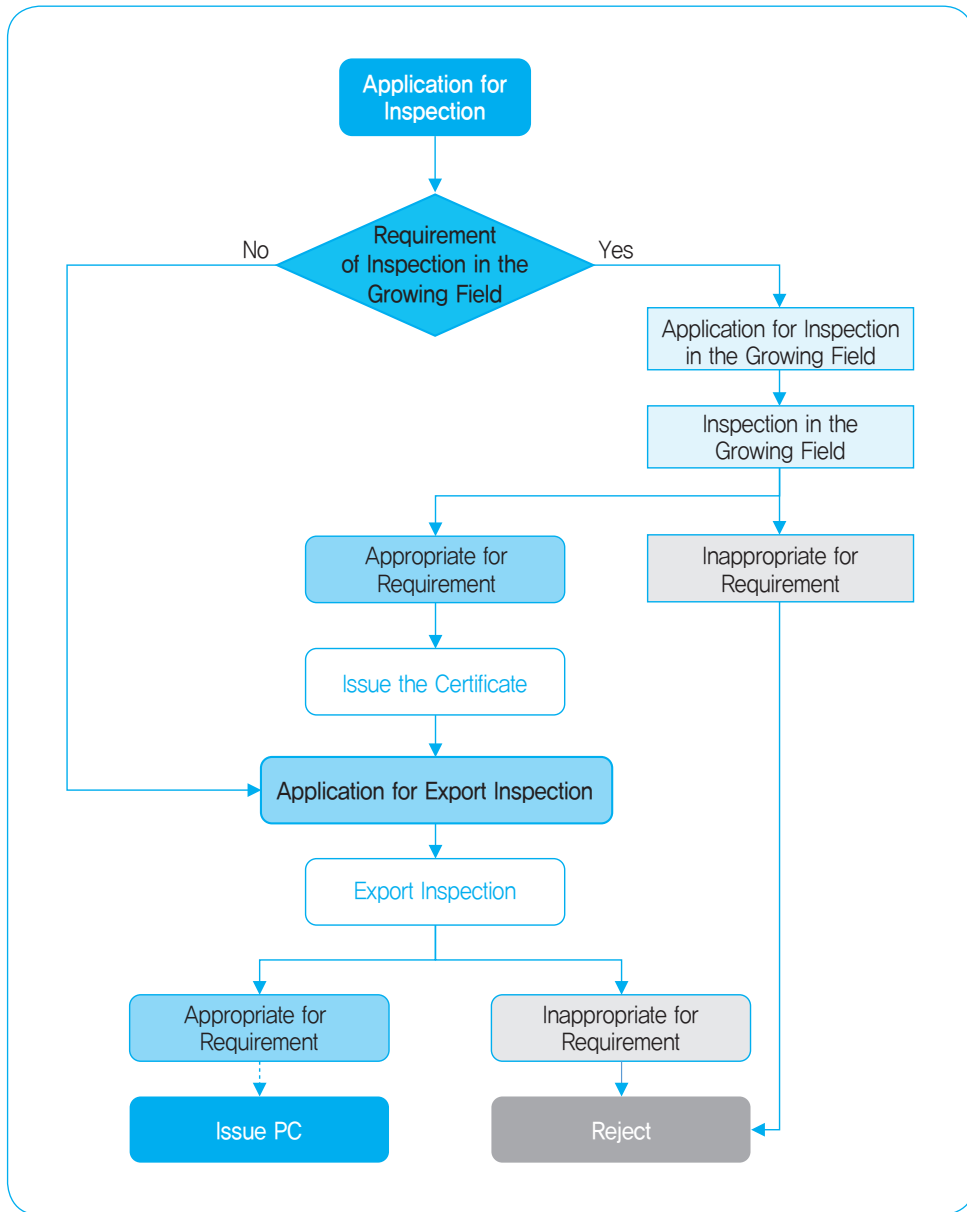 Application for
Inspection
Requirement
of Inspection in the
Growing Field
No
Yes
Application for Inspection
in the Growing Field
Inspection in the
Growing Field
Appropriate for
Requirement
Inappropriate for
Requirement
Issue the Certificate
Application for Export Inspection
Export Inspection
Appropriate for
Requirement
Inappropriate for
Requirement
Issue PC
Reject